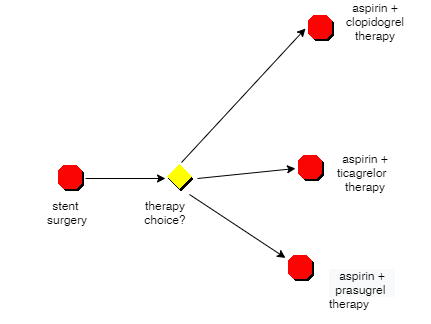 aspirin +
clopidogrel
therapy
aspirin +
ticagrelor
therapy
stent
surgery
therapy
choice?
aspirin +
prasugrel
therapy